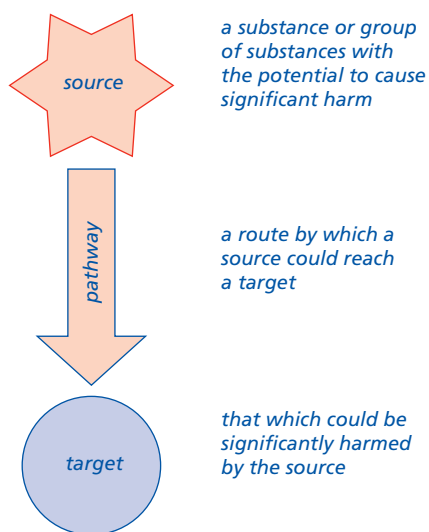 source
a substance or group
of substances with
the potential to cause
significant harm
pathway
a route by which a
source could reach
a target
target
that which could be
significantly harmed
by the source